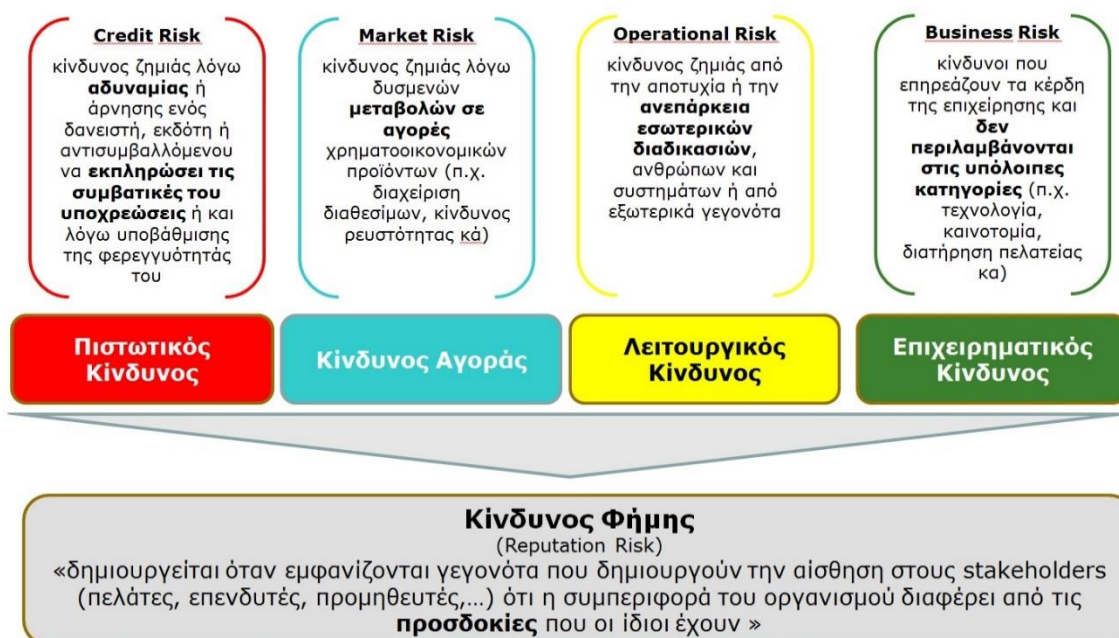 Credit Risk
κίνδυνος ζημιάς λόγω
αδυναμίας ή
άρνησης ενός
δανειστή, εκδότη ή
αντισυμβαλλόμενου
να εκπληρώσει τις
συμβατικές του
υποχρεώσεις ή και
λόγω υποβάθμισης
της φερεγγυότητάς
του
Market Risk
κίνδυνος ζημιάς λόγω
δυσμενών
μεταβολών σε
αγορές
χρηματοοικονομικών
προϊόντων (π.χ.
διαχείριση
διαθεσίμων, κίνδυνος
ρευστότητας κά)
Operational Risk
κίνδυνος ζημιάς από
την αποτυχία ή την
ανεπάρκεια
εσωτερικών
διαδικασιών,
ανθρώπων και
συστημάτων ή από
εξωτερικά γεγονότα
Business Risk
κίνδυνοι που
επηρεάζουν τα κέρδη
της επιχείρησης και
δεν
περιλαμβάνονται
στις υπόλοιπες
κατηγορίες (π.χ.
τεχνολογία,
καινοτομία,
διατήρηση πελατείας
κα)
Πιστωτικός
Κίνδυνος
Κίνδυνος Αγοράς
Λειτουργικός
Κίνδυνος
Επιχειρηματικός
Κίνδυνος
Κίνδυνος Φήμης
(Reputation Risk)
«δημιουργείται όταν εμφανίζονται γεγονότα που δημιουργούν την αίσθηση στους stakeholders
(πελάτες, επενδυτές, προμηθευτές,...) ότι η συμπεριφορά του οργανισμού διαφέρει από τις
προσδοκίες που οι ίδιοι έχουν »